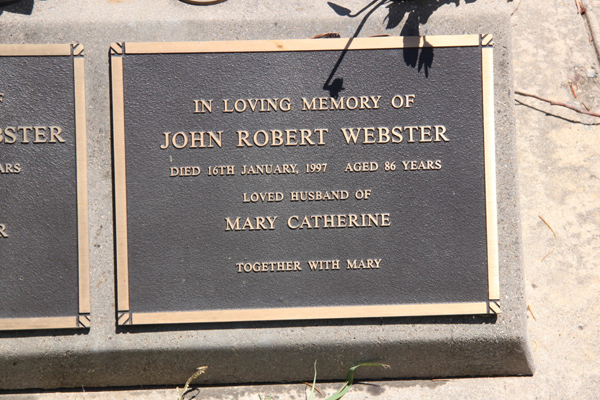 IN LOVING MEMORY OF
JOHN ROBERT WEBSTER
DIED 16TH JANUARY, 1997 AGED 86 YEARS
LOVED HUSBAND OF
MARY CATHERINE
TOGETHER WITH MARY